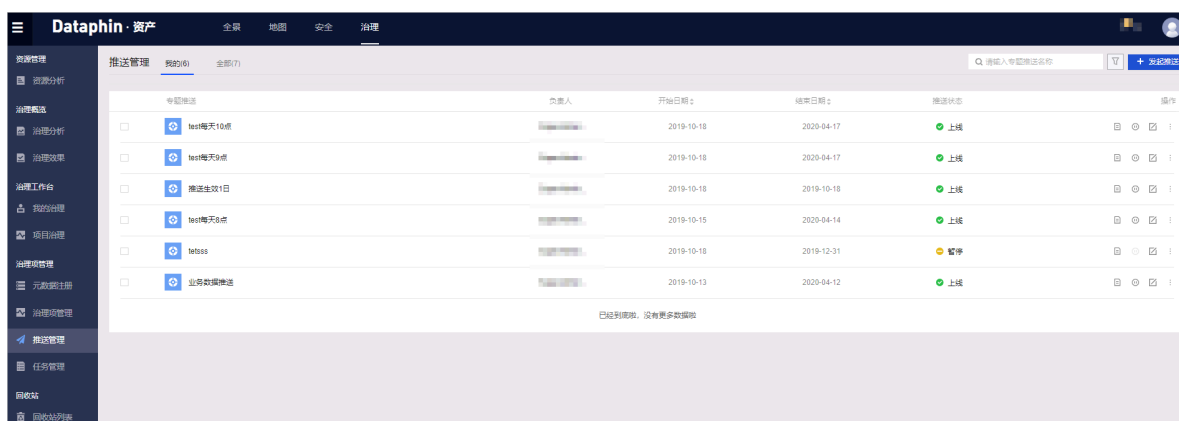 Dataphin · 资产 全景 地图 安全 治理
资源管理
资源分析
治理概览
治理分析
治理效果
治理工作台
我的治理
项目治理
治理项管理
元数据注册
治理项管理
推送管理
任务管理
回收站
回收站列表
推送管理 我的(6) 全部(7) 请输入专题推送名称 + 发起推送
专题推送 负责人 开始日期 结束日期 推送状态 操作
test每天10点 2019-10-18 2020-04-17 上线
test每天9点 2019-10-18 2020-04-17 上线
推送生效1日 2019-10-18 2019-10-18 上线
test每天8点 2019-10-15 2020-04-14 上线
tetsss 2019-10-18 2019-12-31 暂停
业务数据推送 2019-10-13 2020-04-12 上线
已经到底啦，没有更多数据啦